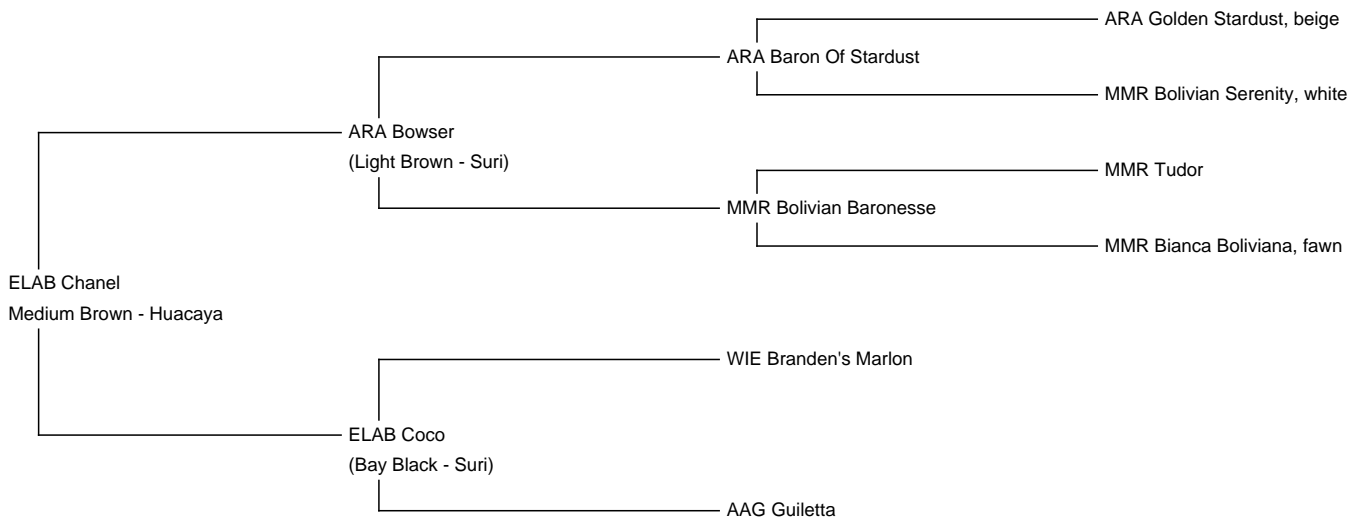 ARA Golden Stardust, beige
ARA Baron Of Stardust
MMR Bolivian Serenity, white
ARA Bowser
(Light Brown - Suri)
MMR Tudor
MMR Bolivian Baronesse
MMR Bianca Boliviana, fawn
ELAB Chanel
Medium Brown - Huacaya
WIE Branden's Marlon
ELAB Coco
(Bay Black - Suri)
AAG Guiletta